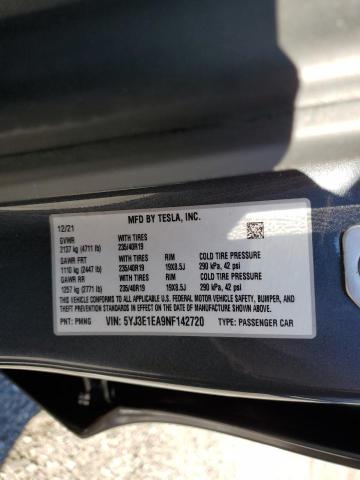 MFD BY TESLA, INC.
12/21
GVWR WITH TIRES
2137 kg (4711 lb) 235/40R19
GAWR FRT WITH TIRES RIM COLD TIRE PRESSURE
1110 kg (2447 lb) 235/40R19 19X8.5J 290 kPa, 42 psi
GAWR RR WITH TIRES RIM COLD TIRE PRESSURE
1257 kg (2771 lb) 235/40R19 19X8.5J 290 kPa, 42 psi
THIS VEHICLE CONFORMS TO ALL APPLICABLE
U.S. FEDERAL MOTOR VEHICLE SAFETY, BUMPER, AND
THEFT PREVENTION STANDARDS IN EFFECT ON THE
DATE OF MANUFACTURE SHOWN ABOVE.
PNT: PMNG VIN: 5YJ3E1EA9NF142720 TYPE: PASSENGER CAR